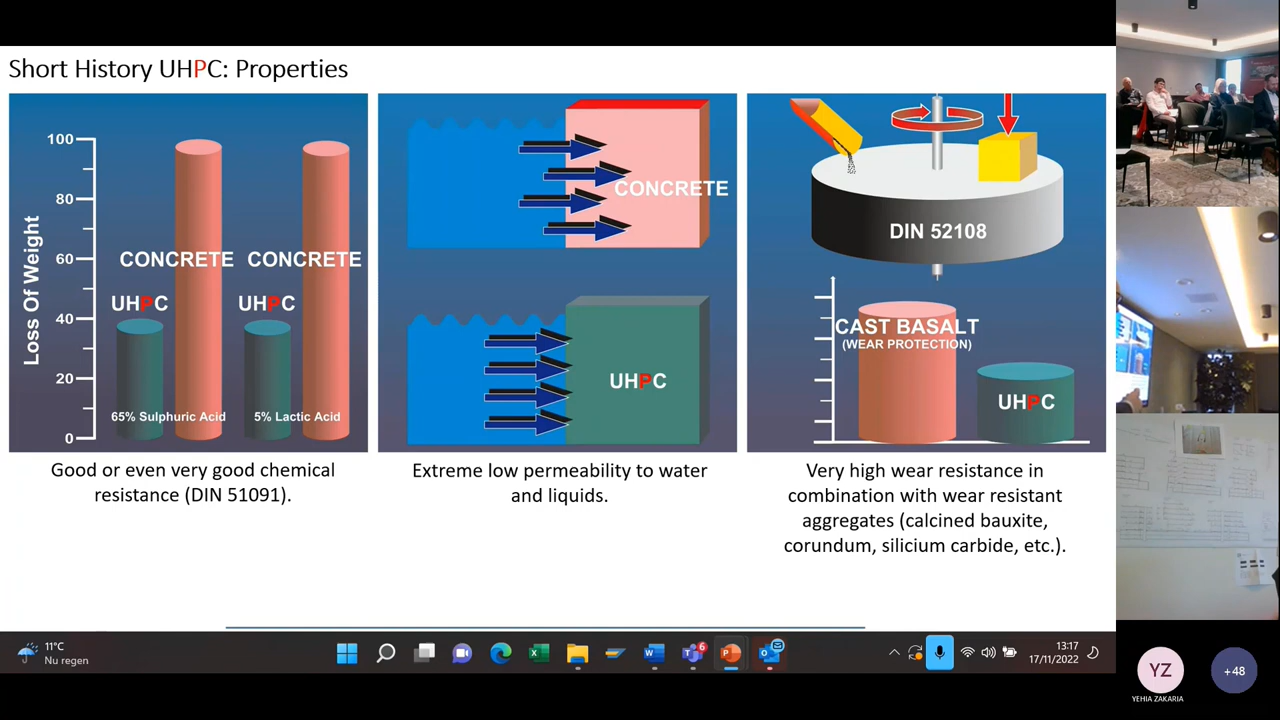 Short History UHPC: Properties
Loss Of Weight
100
80
60
40
20
0
CONCRETE
CONCRETE
UHPC
UHPC
65% Sulphuric Acid
5% Lactic Acid
Good or even very good chemical
resistance (DIN 51091).
CONCRETE
UHPC
Extreme low permeability to water
and liquids.
DIN 52108
CAST BASALT
(WEAR PROTECTION)
UHPC
Very high wear resistance in
combination with wear resistant
aggregates (calcined bauxite,
corundum, silicium carbide, etc.).
11°C
Nu regen
6
13:17
17/11/2022
YZ
YEHIA ZAKARIA
+48